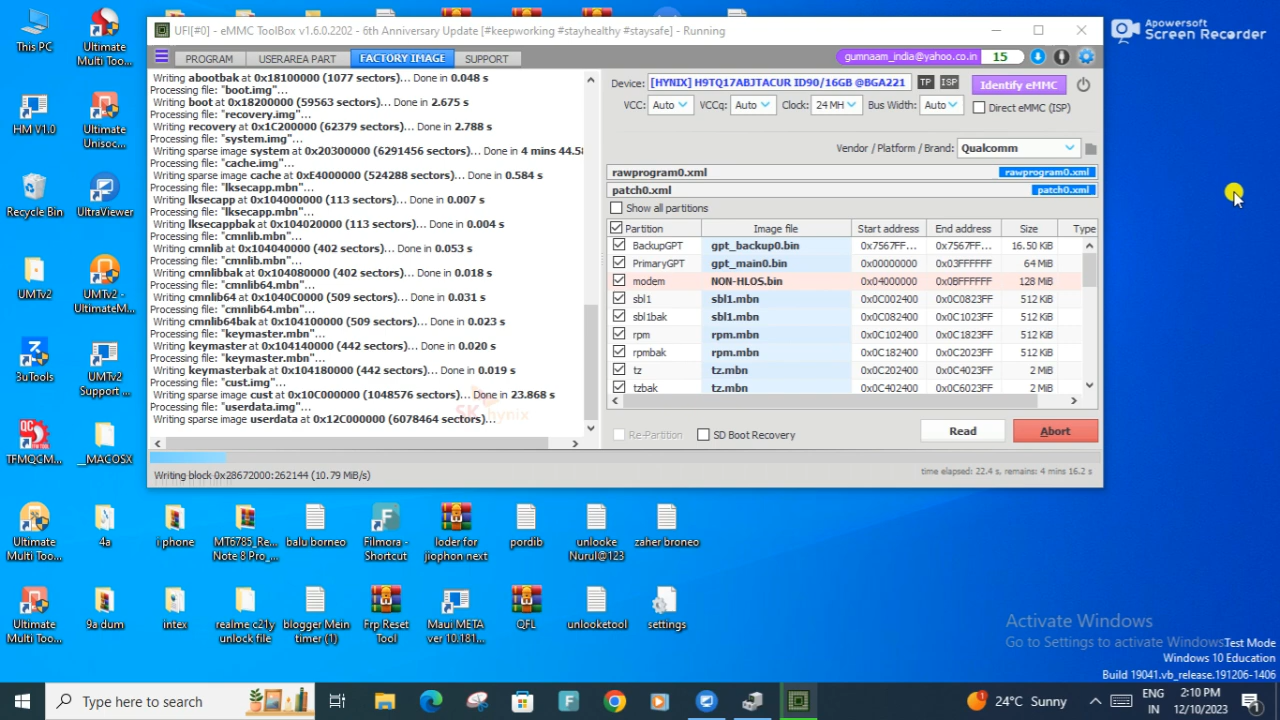 UFI[#0] - eMMC ToolBox v1.6.0.2202 - 6th Anniversary Update [#keepworking #stayhealthy #staysafe] - Running
Apowersoft
Screen Recorder
PROGRAM
USERAREA PART
FACTORY IMAGE
SUPPORT
gumnaam_india@yahoo.co.in
15
Writing abootbak at 0x18100000 (1077 sectors)... Done in 0.048 s
Processing file: "boot.img"...
Writing boot at 0x18200000 (59563 sectors)... Done in 2.675 s
Processing file: "recovery.img"...
Writing recovery at 0x1C200000 (62379 sectors)... Done in 2.788 s
Processing file: "system.img"...
Writing sparse image system at 0x20300000 (6291456 sectors)... Done in 4 mins 44.58
Processing file: "cache.img"...
Writing sparse image cache at 0xE4000000 (524288 sectors)... Done in 0.584 s
Processing file: "lksecapp.mbn"...
Writing lksecapp at 0x104000000 (113 sectors)... Done in 0.007 s
Processing file: "lksecapp.mbn"...
Writing lksecappbak at 0x104020000 (113 sectors)... Done in 0.004 s
Processing file: "cmnlib.mbn"...
Writing cmnlib at 0x104040000 (402 sectors)... Done in 0.053 s
Processing file: "cmnlib.mbn"...
Writing cmnlibbak at 0x104080000 (402 sectors)... Done in 0.018 s
Processing file: "cmnlib64.mbn"...
Writing cmnlib64 at 0x1040C0000 (509 sectors)... Done in 0.031 s
Processing file: "cmnlib64.mbn"...
Writing cmnlib64bak at 0x104100000 (509 sectors)... Done in 0.023 s
Processing file: "keymaster.mbn"...
Writing keymaster at 0x104140000 (442 sectors)... Done in 0.020 s
Processing file: "keymaster.mbn"...
Writing keymasterbak at 0x104180000 (442 sectors)... Done in 0.019 s
Processing file: "cust.img"...
Writing sparse image cust at 0x10C000000 (1048576 sectors)... Done in 23.868 s
Processing file: "userdata.img"...
Writing sparse image userdata at 0x12C000000 (6078464 sectors)...
SK hynix
Device: [HYNIX] H9TQ17ABJTACUR ID90/16GB @BGA221 TP ISP Identify eMMC
VCC: Auto VCCq: Auto Clock: 24 MH Bus Width: Auto Direct eMMC (ISP)
Vendor / Platform / Brand: Qualcomm
rawprogram0.xml rawprogram0.xml
patch0.xml patch0.xml
Show all partitions
Partition Image file Start address End address Size Type
BackupGPT gpt_backup0.bin 0x7567FF... 0x7567FF... 16.50 KiB
PrimaryGPT gpt_main0.bin 0x00000000 0x03FFFFFF 64 MiB
modem NON-HLOS.bin 0x04000000 0x0BFFFFFF 128 MiB
sbl1 sbl1.mbn 0x0C002400 0x0C0823FF 512 KiB
sbl1bak sbl1.mbn 0x0C082400 0x0C1023FF 512 KiB
rpm rpm.mbn 0x0C102400 0x0C1823FF 512 KiB
rpmbak rpm.mbn 0x0C182400 0x0C2023FF 512 KiB
tz tz.mbn 0x0C202400 0x0C4023FF 2 MiB
tzbak tz.mbn 0x0C402400 0x0C6023FF 2 MiB
Re-Partition SD Boot Recovery Read Abort
Writing block 0x28672000:262144 (10.79 MiB/s)
time elapsed: 22.4 s, remains: 4 mins 16.2 s
This PC
Ultimate
Multi Too...
HM V1.0
Ultimate
Unisoc...
Recycle Bin
UltraViewer
UMTv2
UMTv2 -
UltimateM...
3uTools
UMTv2
Support ...
TFMQCM...
__MACOSX
Ultimate
Multi Too...
4a
i phone
MT6785_Re...
Note 8 Pro_...
balu borneo
Filmora -
Shortcut
loder for
jiophon next
pordib
unlooke
Nurul@123
zaher broneo
Ultimate
Multi Too...
9a dum
intex
realme c21y
unlock file
blogger Mein
timer (1)
Frp Reset
Tool
Maui META
ver 10.181...
QFL
unlooketool
settings
Activate Windows
Go to Settings to activate Windows.
Test Mode
Windows 10 Education
Build 19041.vb_release.191206-1406
Type here to search
24°C Sunny
ENG
IN
2:10 PM
12/10/2023
1